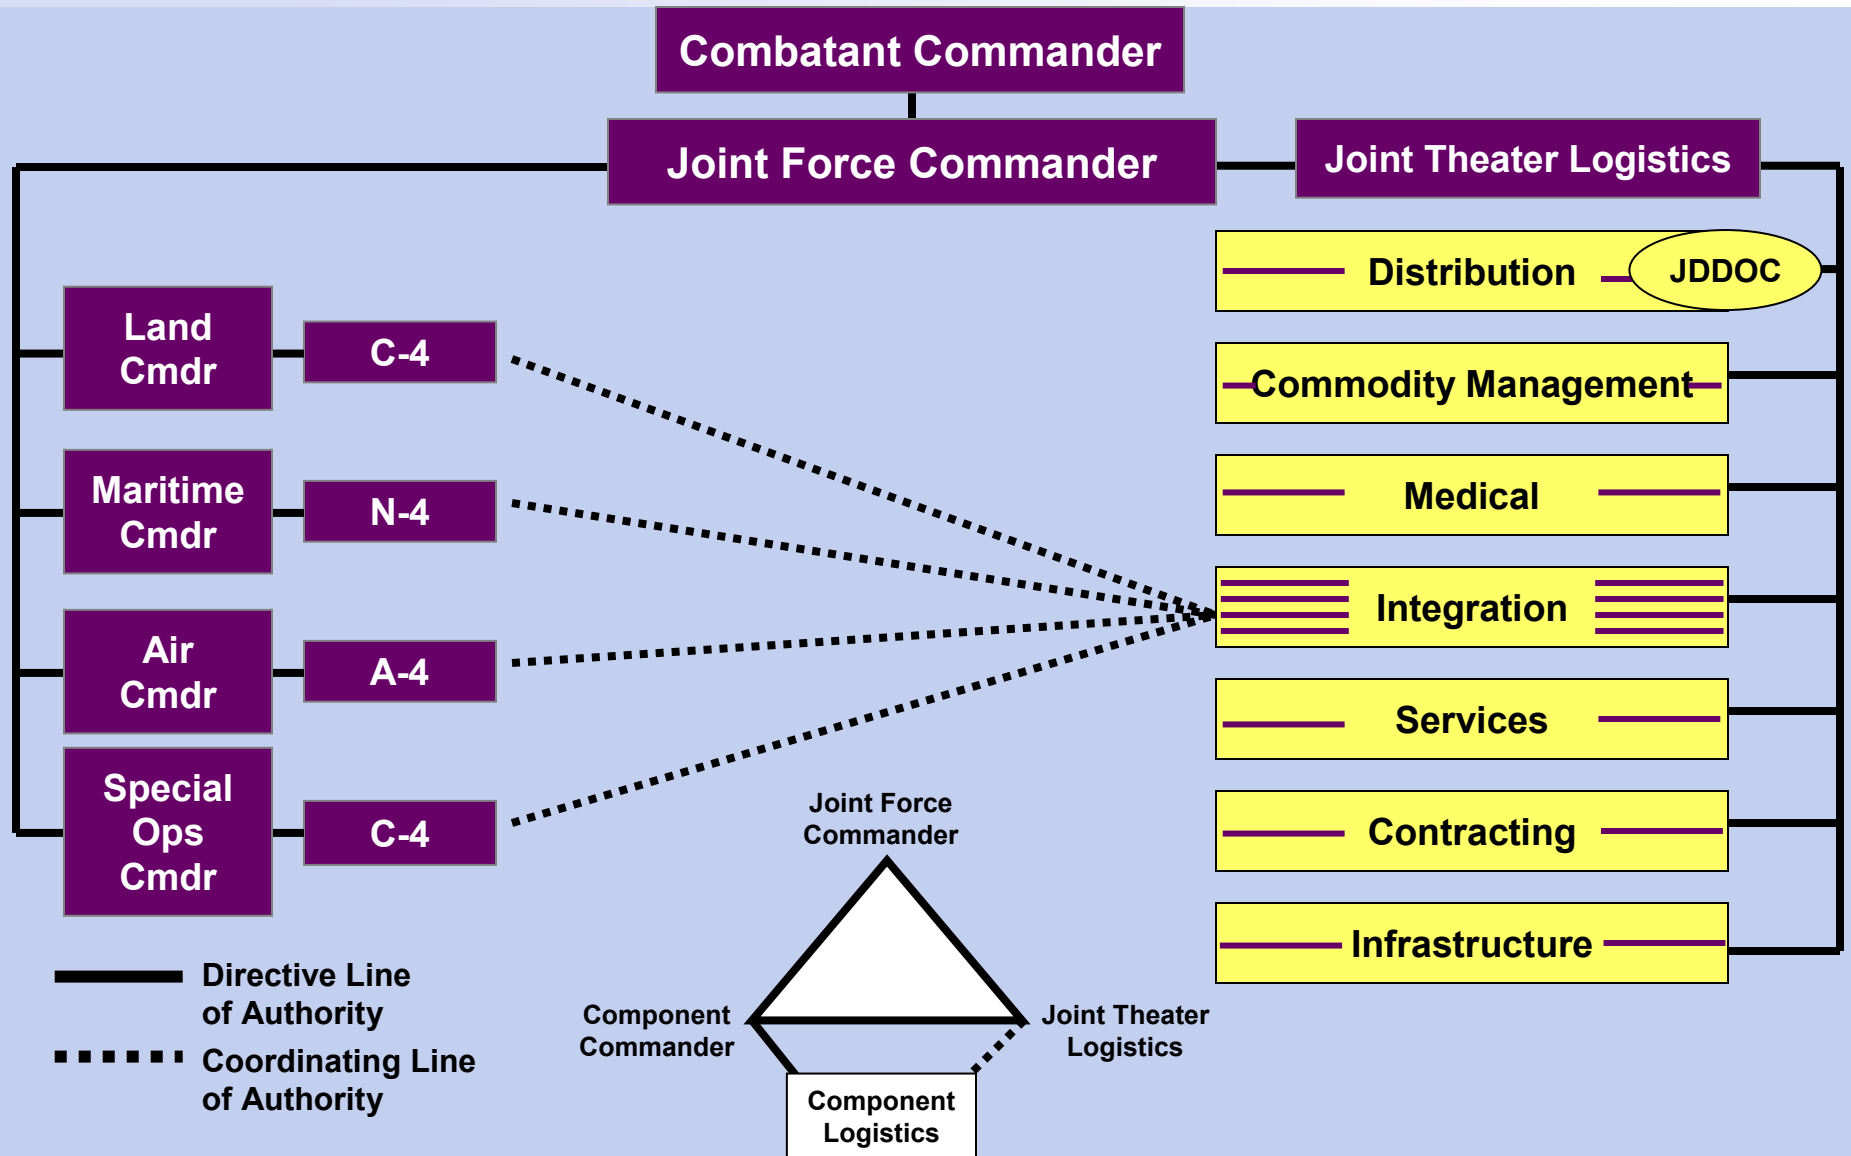 Combatant Commander
Joint Force Commander
Joint Theater Logistics
Distribution
JDDOC
Land
Cmdr
C-4
Commodity Management
Maritime
Cmdr
N-4
Medical
Integration
Air
Cmdr
A-4
Services
Special
Ops
Cmdr
C-4
Contracting
Infrastructure
Joint Force
Commander
Component
Commander
Joint Theater
Logistics
Component
Logistics
Directive Line
of Authority
Coordinating Line
of Authority